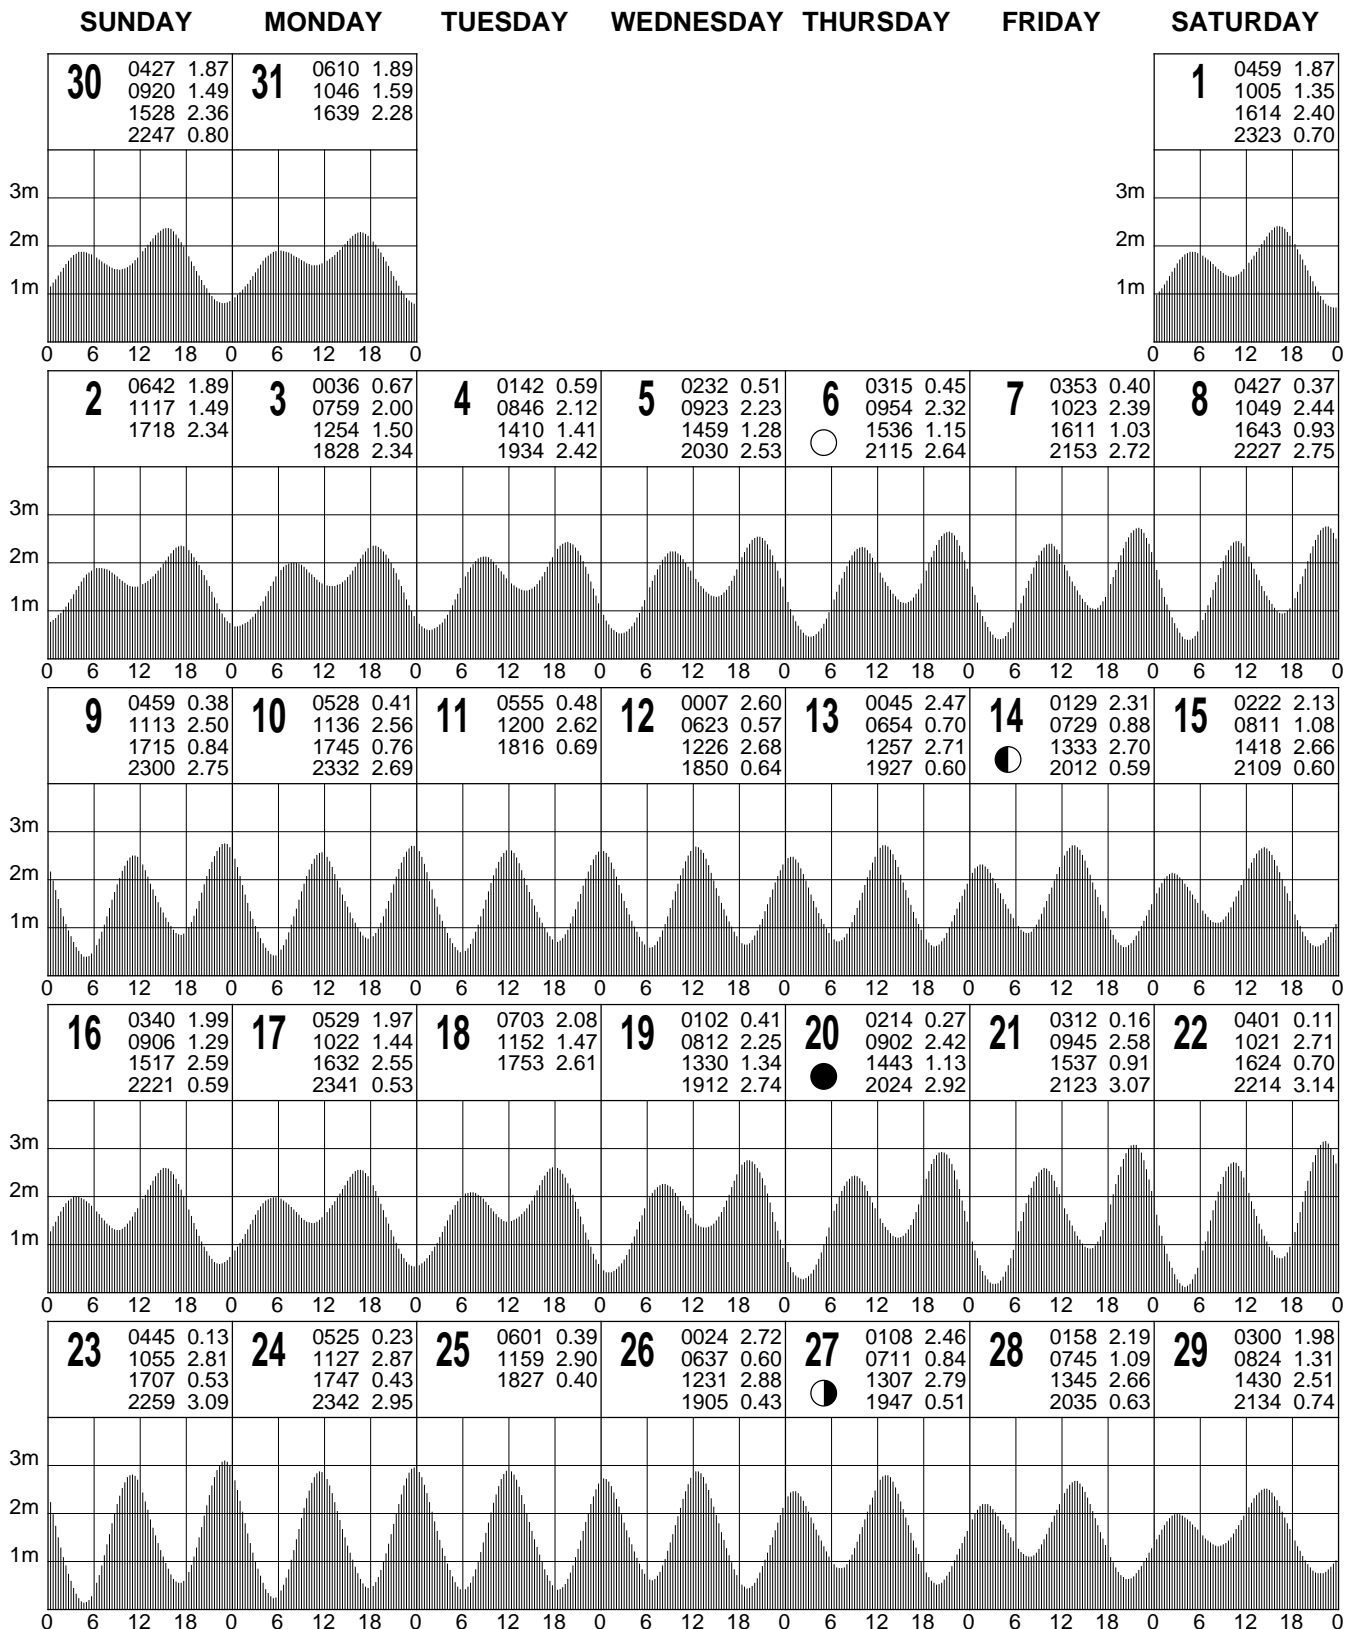 SUNDAY MONDAY TUESDAY WEDNESDAY THURSDAY FRIDAY SATURDAY
30 0427 1.87
0920 1.49
1528 2.36
2247 0.80
31 0610 1.89
1046 1.59
1639 2.28
1 0459 1.87
1005 1.35
1614 2.40
2323 0.70
3m 3m
2m 2m
1m 1m
0 6 12 18 0 6 12 18 0 0 6 12 18 0
2 0642 1.89
1117 1.49
1718 2.34
3 0036 0.67
0759 2.00
1254 1.50
1828 2.34
4 0142 0.59
0846 2.12
1410 1.41
1934 2.42
5 0232 0.51
0923 2.23
1459 1.28
2030 2.53
6 0315 0.45
0954 2.32
1536 1.15
2115 2.64
7 0353 0.40
1023 2.39
1611 1.03
2153 2.72
8 0427 0.37
1049 2.44
1643 0.93
2227 2.75
3m
2m
1m
0 6 12 18 0 6 12 18 0 6 12 18 0 6 12 18 0 6 12 18 0 6 12 18 0 6 12 18 0
9 0459 0.38
1113 2.50
1715 0.84
2300 2.75
10 0528 0.41
1136 2.56
1745 0.76
2332 2.69
11 0555 0.48
1200 2.62
1816 0.69
12 0007 2.60
0623 0.57
1226 2.68
1850 0.64
13 0045 2.47
0654 0.70
1257 2.71
1927 0.60
14 0129 2.31
0729 0.88
1333 2.70
2012 0.59
15 0222 2.13
0811 1.08
1418 2.66
2109 0.60
3m
2m
1m
0 6 12 18 0 6 12 18 0 6 12 18 0 6 12 18 0 6 12 18 0 6 12 18 0 6 12 18 0
16 0340 1.99
0906 1.29
1517 2.59
2221 0.59
17 0529 1.97
1022 1.44
1632 2.55
2341 0.53
18 0703 2.08
1152 1.47
1753 2.61
19 0102 0.41
0812 2.25
1330 1.34
1912 2.74
20 0214 0.27
0902 2.42
1443 1.13
2024 2.92
21 0312 0.16
0945 2.58
1537 0.91
2123 3.07
22 0401 0.11
1021 2.71
1624 0.70
2214 3.14
3m
2m
1m
0 6 12 18 0 6 12 18 0 6 12 18 0 6 12 18 0 6 12 18 0 6 12 18 0 6 12 18 0
23 0445 0.13
1055 2.81
1707 0.53
2259 3.09
24 0525 0.23
1127 2.87
1747 0.43
2342 2.95
25 0601 0.39
1159 2.90
1827 0.40
26 0024 2.72
0637 0.60
1231 2.88
1905 0.43
27 0108 2.46
0711 0.84
1307 2.79
1947 0.51
28 0158 2.19
0745 1.09
1345 2.66
2035 0.63
29 0300 1.98
0824 1.31
1430 2.51
2134 0.74
3m
2m
1m
0 6 12 18 0 6 12 18 0 6 12 18 0 6 12 18 0 6 12 18 0 6 12 18 0 6 12 18 0